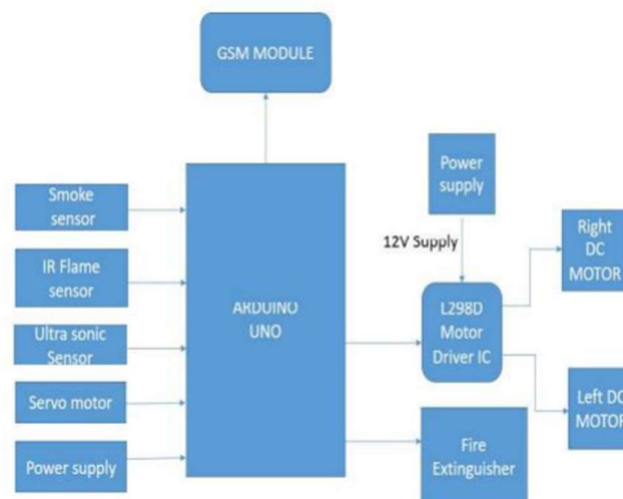 GSM MODULE
Smoke
sensor
IR Flame
sensor
Ultra sonic
Sensor
Servo motor
Power supply
ARDUINO
UNO
Power
supply
12V Supply
L298D
Motor
Driver IC
Right
DC
MOTOR
Left DC
MOTOR
Fire
Extinguisher